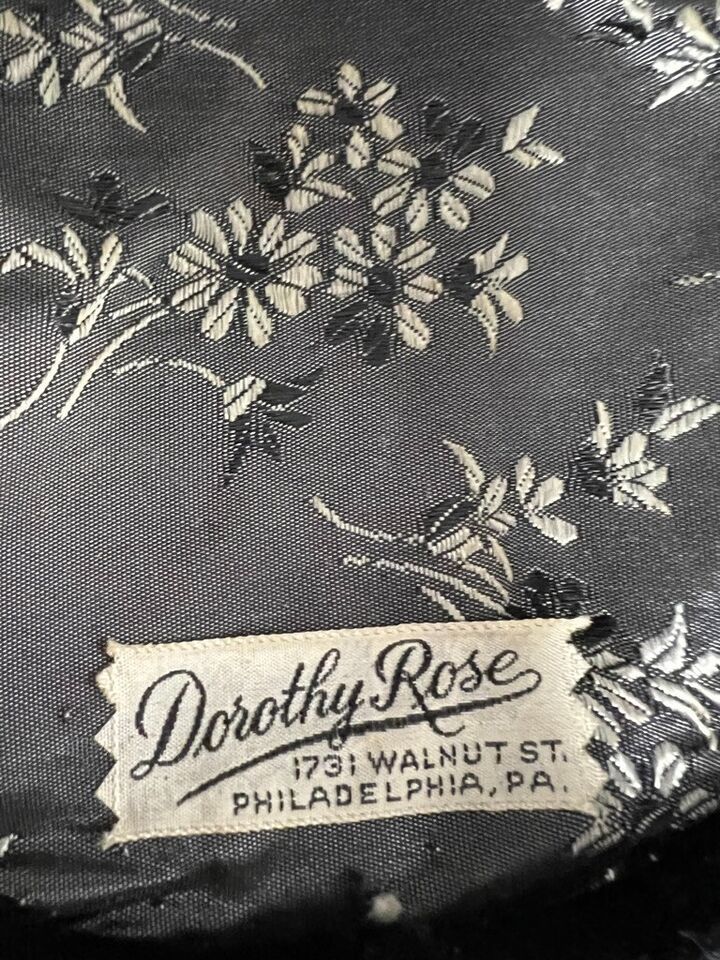 Dorothy Rose
1731 WALNUT ST.
PHILADELPHIA, PA.